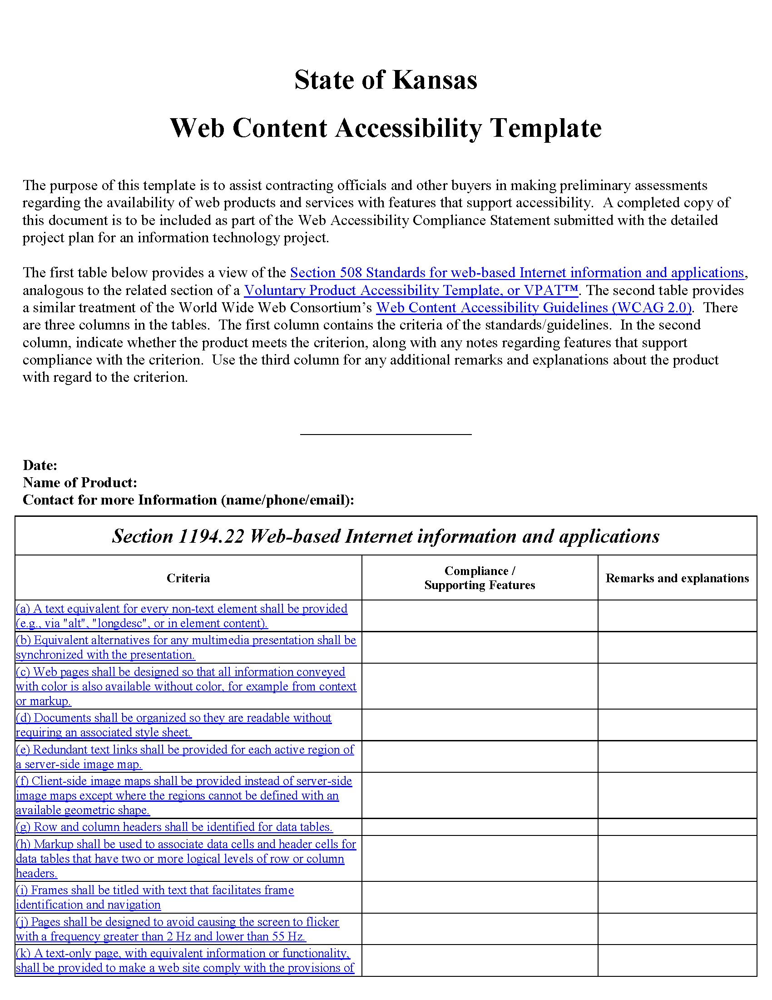 State of Kansas
Web Content Accessibility Template
The purpose of this template is to assist contracting officials and other buyers in making preliminary assessments
regarding the availability of web products and services with features that support accessibility.  A completed copy of
this document is to be included as part of the Web Accessibility Compliance Statement submitted with the detailed
project plan for an information technology project.
The first table below provides a view of the Section 508 Standards for web-based Internet information and applications,
analogous to the related section of a Voluntary Product Accessibility Template, or VPAT™. The second table provides
a similar treatment of the World Wide Web Consortium’s Web Content Accessibility Guidelines (WCAG 2.0).  There
are three columns in the tables.  The first column contains the criteria of the standards/guidelines.  In the second
column, indicate whether the product meets the criterion, along with any notes regarding features that support
compliance with the criterion.  Use the third column for any additional remarks and explanations about the product
with regard to the criterion.
Date:
Name of Product:
Contact for more Information (name/phone/email):
Section 1194.22 Web-based Internet information and applications
Criteria
Compliance /
Supporting Features
Remarks and explanations
(a) A text equivalent for every non-text element shall be provided
(e.g., via "alt", "longdesc", or in element content).
(b) Equivalent alternatives for any multimedia presentation shall be
synchronized with the presentation.
(c) Web pages shall be designed so that all information conveyed
with color is also available without color, for example from context
or markup.
(d) Documents shall be organized so they are readable without
requiring an associated style sheet.
(e) Redundant text links shall be provided for each active region of
a server-side image map.
(f) Client-side image maps shall be provided instead of server-side
image maps except where the regions cannot be defined with an
available geometric shape.
(g) Row and column headers shall be identified for data tables.
(h) Markup shall be used to associate data cells and header cells for
data tables that have two or more logical levels of row or column
headers.
(i) Frames shall be titled with text that facilitates frame
identification and navigation
(j) Pages shall be designed to avoid causing the screen to flicker
with a frequency greater than 2 Hz and lower than 55 Hz.
(k) A text-only page, with equivalent information or functionality,
shall be provided to make a web site comply with the provisions of